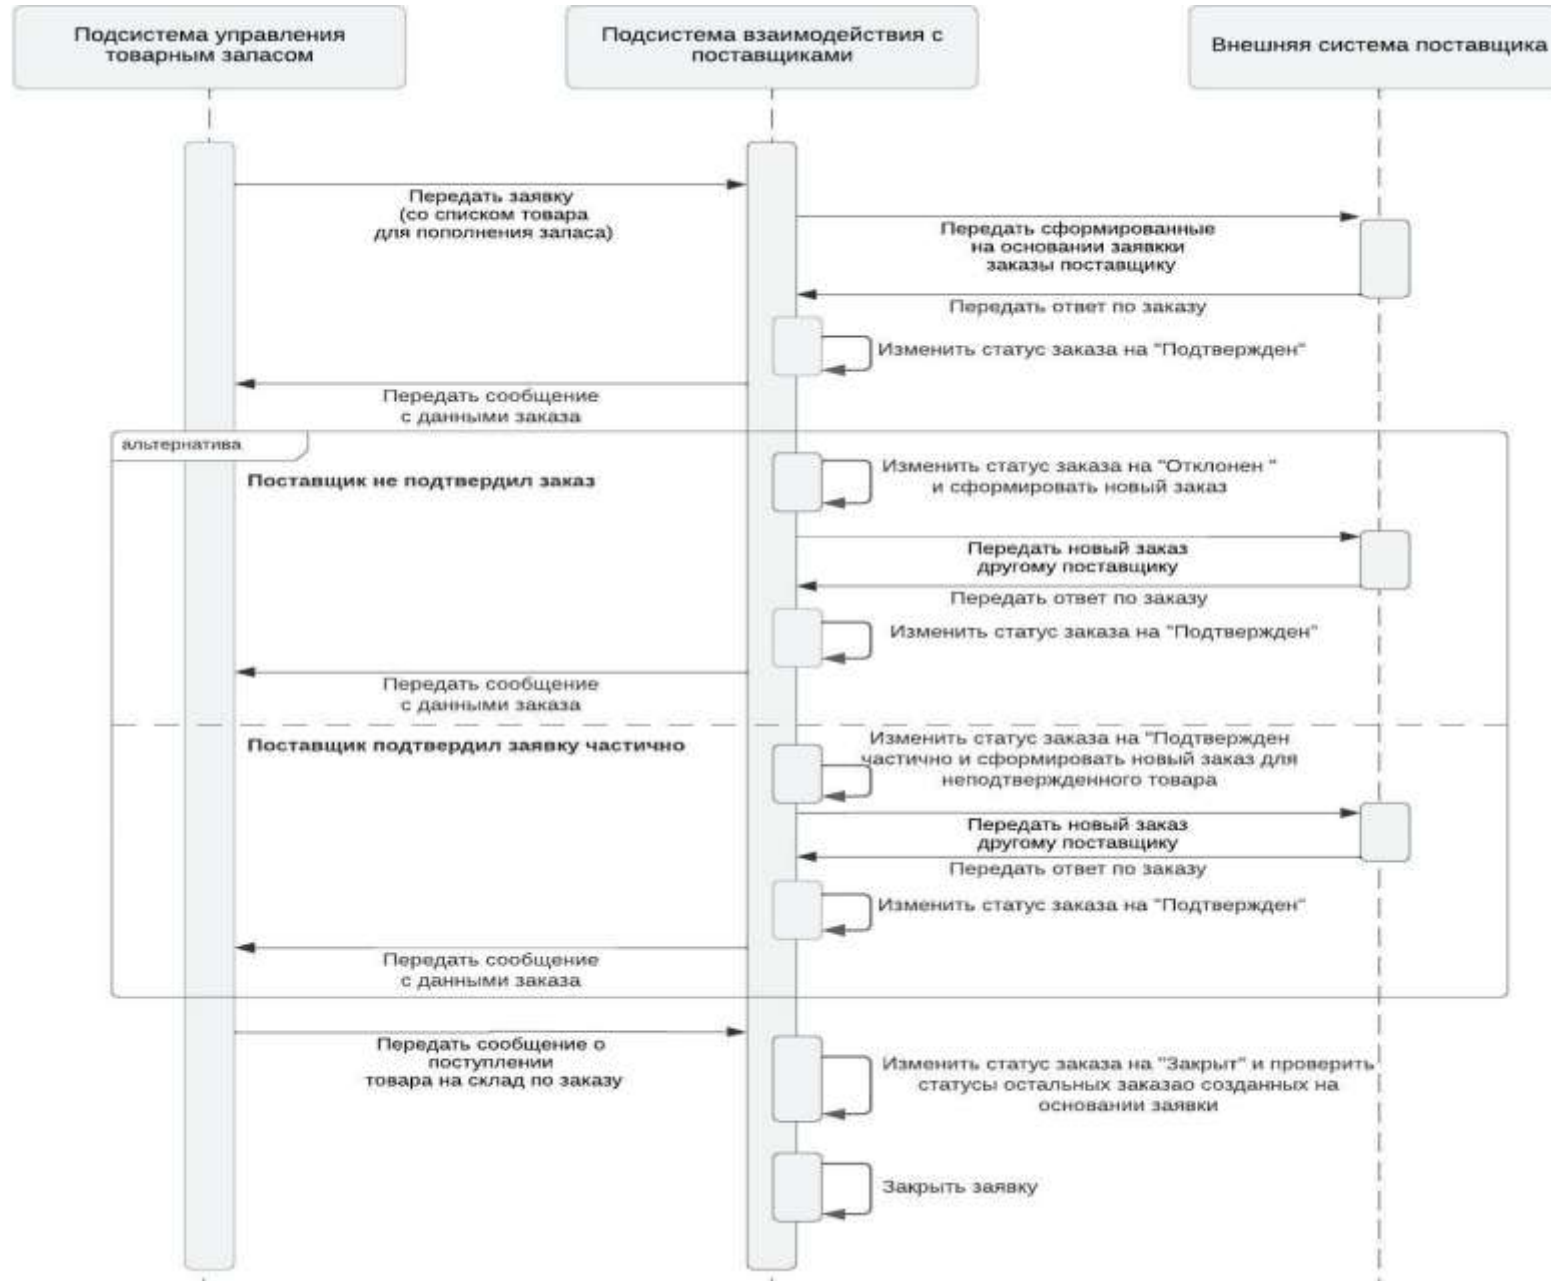 Подсистема управления
товарным запасом
Подсистема взаимодействия с
поставщиками
Внешняя система поставщика
Передать заявку
(со списком товара
для пополнения запаса)
Передать сформированные
на основании заявкки
заказы поставщику
Передать ответ по заказу
Изменить статус заказа на "Подтвержден"
Передать сообщение
с данными заказа
альтернатива
Поставщик не подтвердил заказ
Изменить статус заказа на "Отклонен "
и сформировать новый заказ
Передать новый заказ
другому поставщику
Передать ответ по заказу
Изменить статус заказа на "Подтвержден"
Передать сообщение
с данными заказа
Поставщик подтвердил заявку частично
Изменить статус заказа на "Подтвержден
частично и сформировать новый заказ для
неподтвержденного товара
Передать новый заказ
другому поставщику
Передать ответ по заказу
Изменить статус заказа на "Подтвержден"
Передать сообщение
с данными заказа
Передать сообщение о
поступлении
товара на склад по заказу
Изменить статус заказа на "Закрыт" и проверить
статусы остальных заказао созданных на
основании заявки
Закрыть заявку